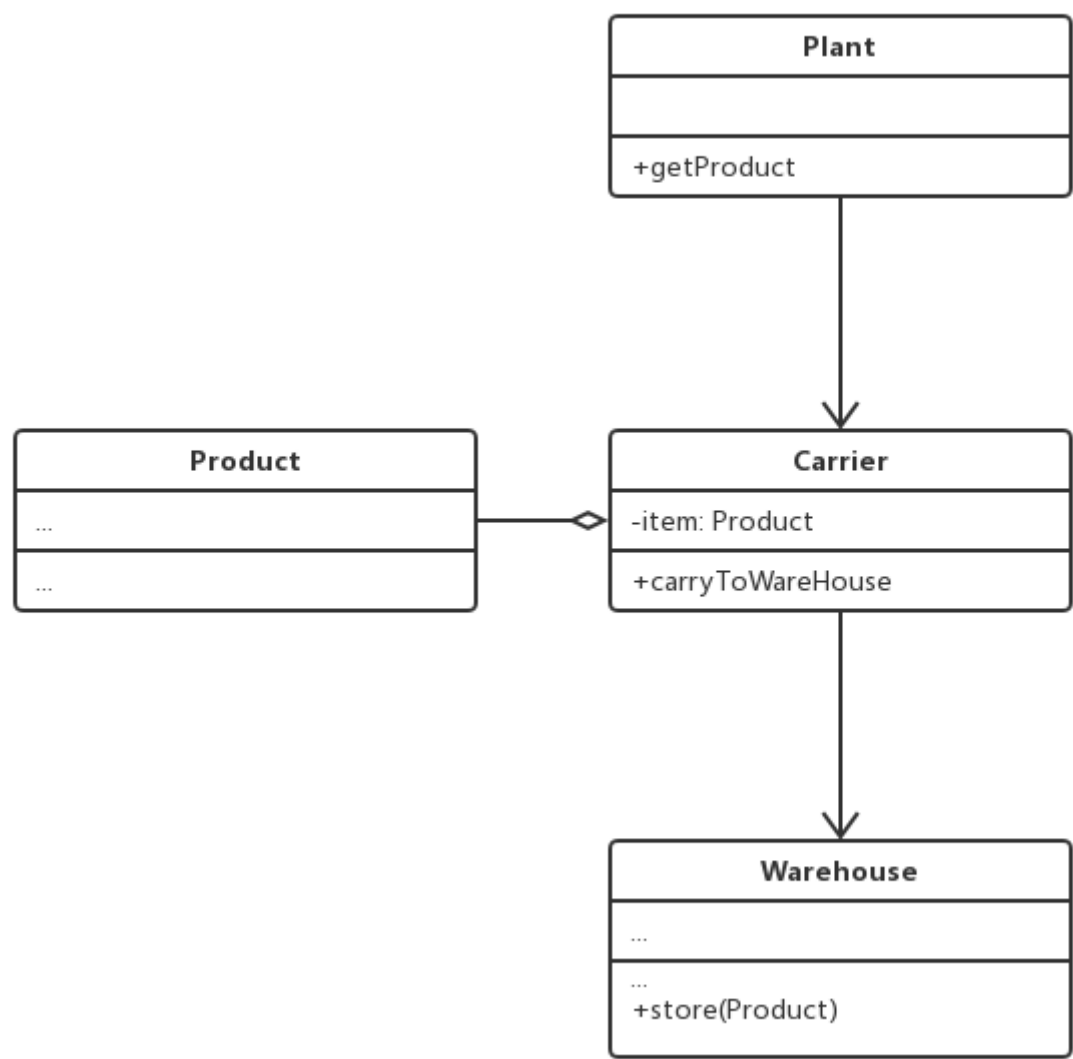 Plant
+getProduct
Product
...
...
Carrier
-item: Product
+carryToWareHouse
Warehouse
...
...
+store(Product)